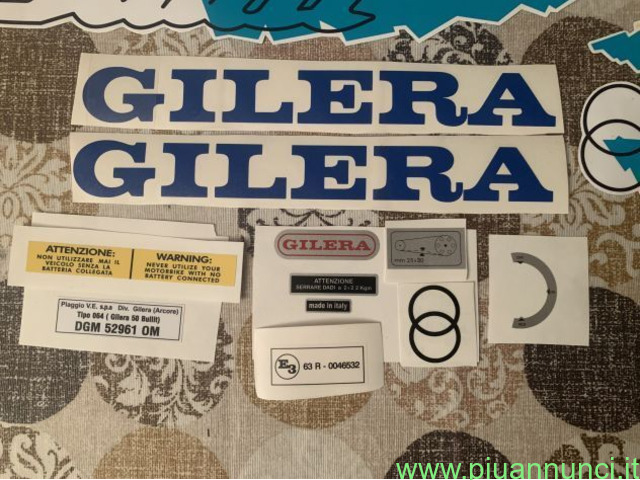 GILERA
GILERA
ATTENZIONE:
NON UTILIZZARE MAI IL
VEICOLO SENZA LA
BATTERIA COLLEGATA
WARNING:
NEVER UTILIZE YOUR
MOTORBIKE WITH NO
BATTERY CONNECTED
Piaggio V.E. s.p.a Div. Gilera (Arcore)
Tipo 064 ( Gilera 50 Bullit)
DGM 52961 OM
GILERA
ATTENZIONE
SERRARE DADI a 2÷2.2 Kgm
made in italy
E3 63 R - 0046532
www.piuannunci.it